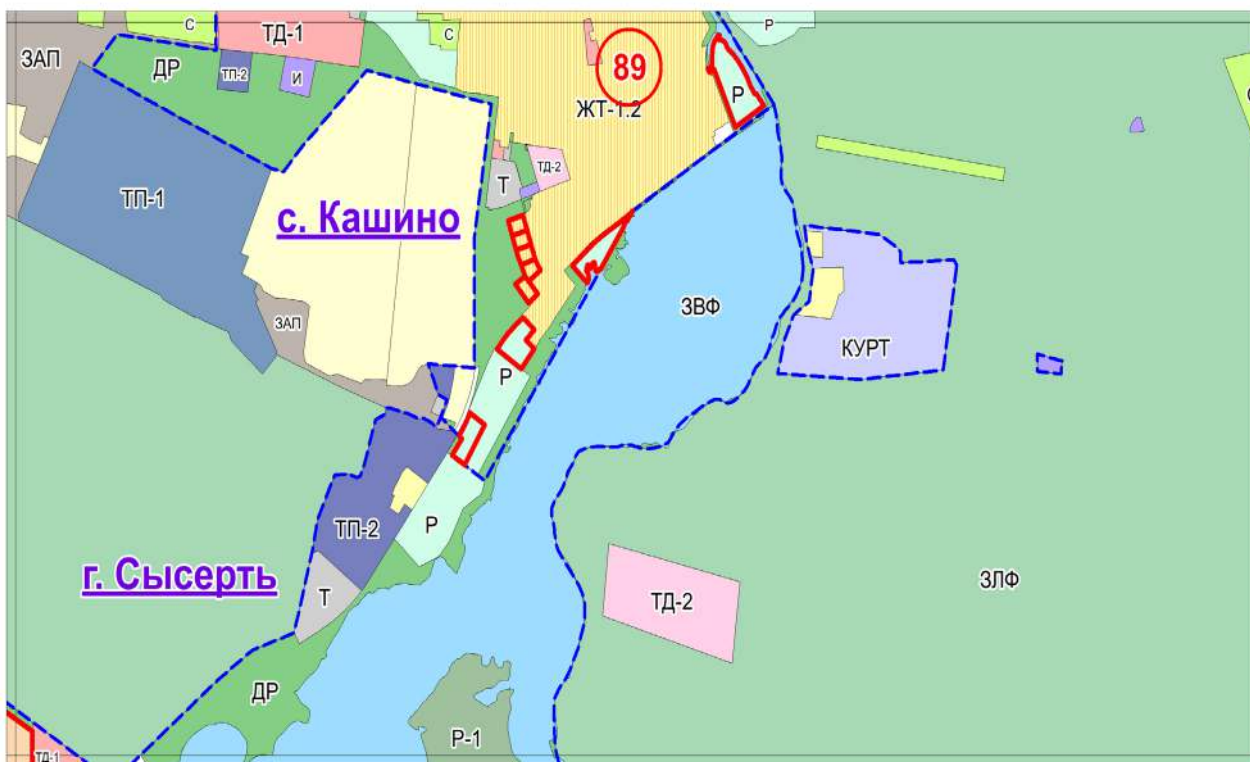 С
ТД-1
С
Р
ЗАП
ДР
ТП-2
И
89
Р
ЖТ-1.2
ТД-2
Т
ТП-1
с. Кашино
ЗВФ
ЗАП
КУРТ
Р
ТП-2
Р
г. Сысерть
Т
ТД-2
ЗЛФ
ДР
Р-1
ТД-1